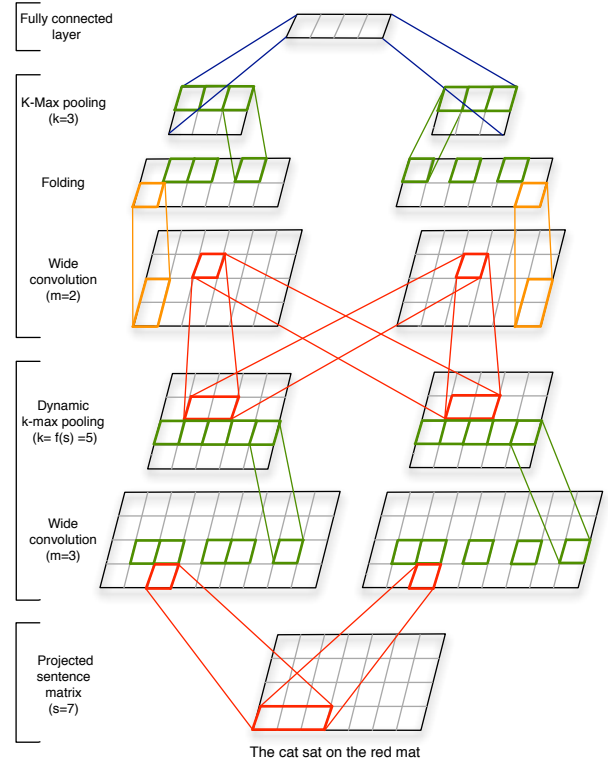 Fully connected
layer
K-Max pooling
(k=3)
Folding
Wide
convolution
(m=2)
Dynamic
k-max pooling
(k= f(s) =5)
Wide
convolution
(m=3)
Projected
sentence
matrix
(s=7)
The cat sat on the red mat